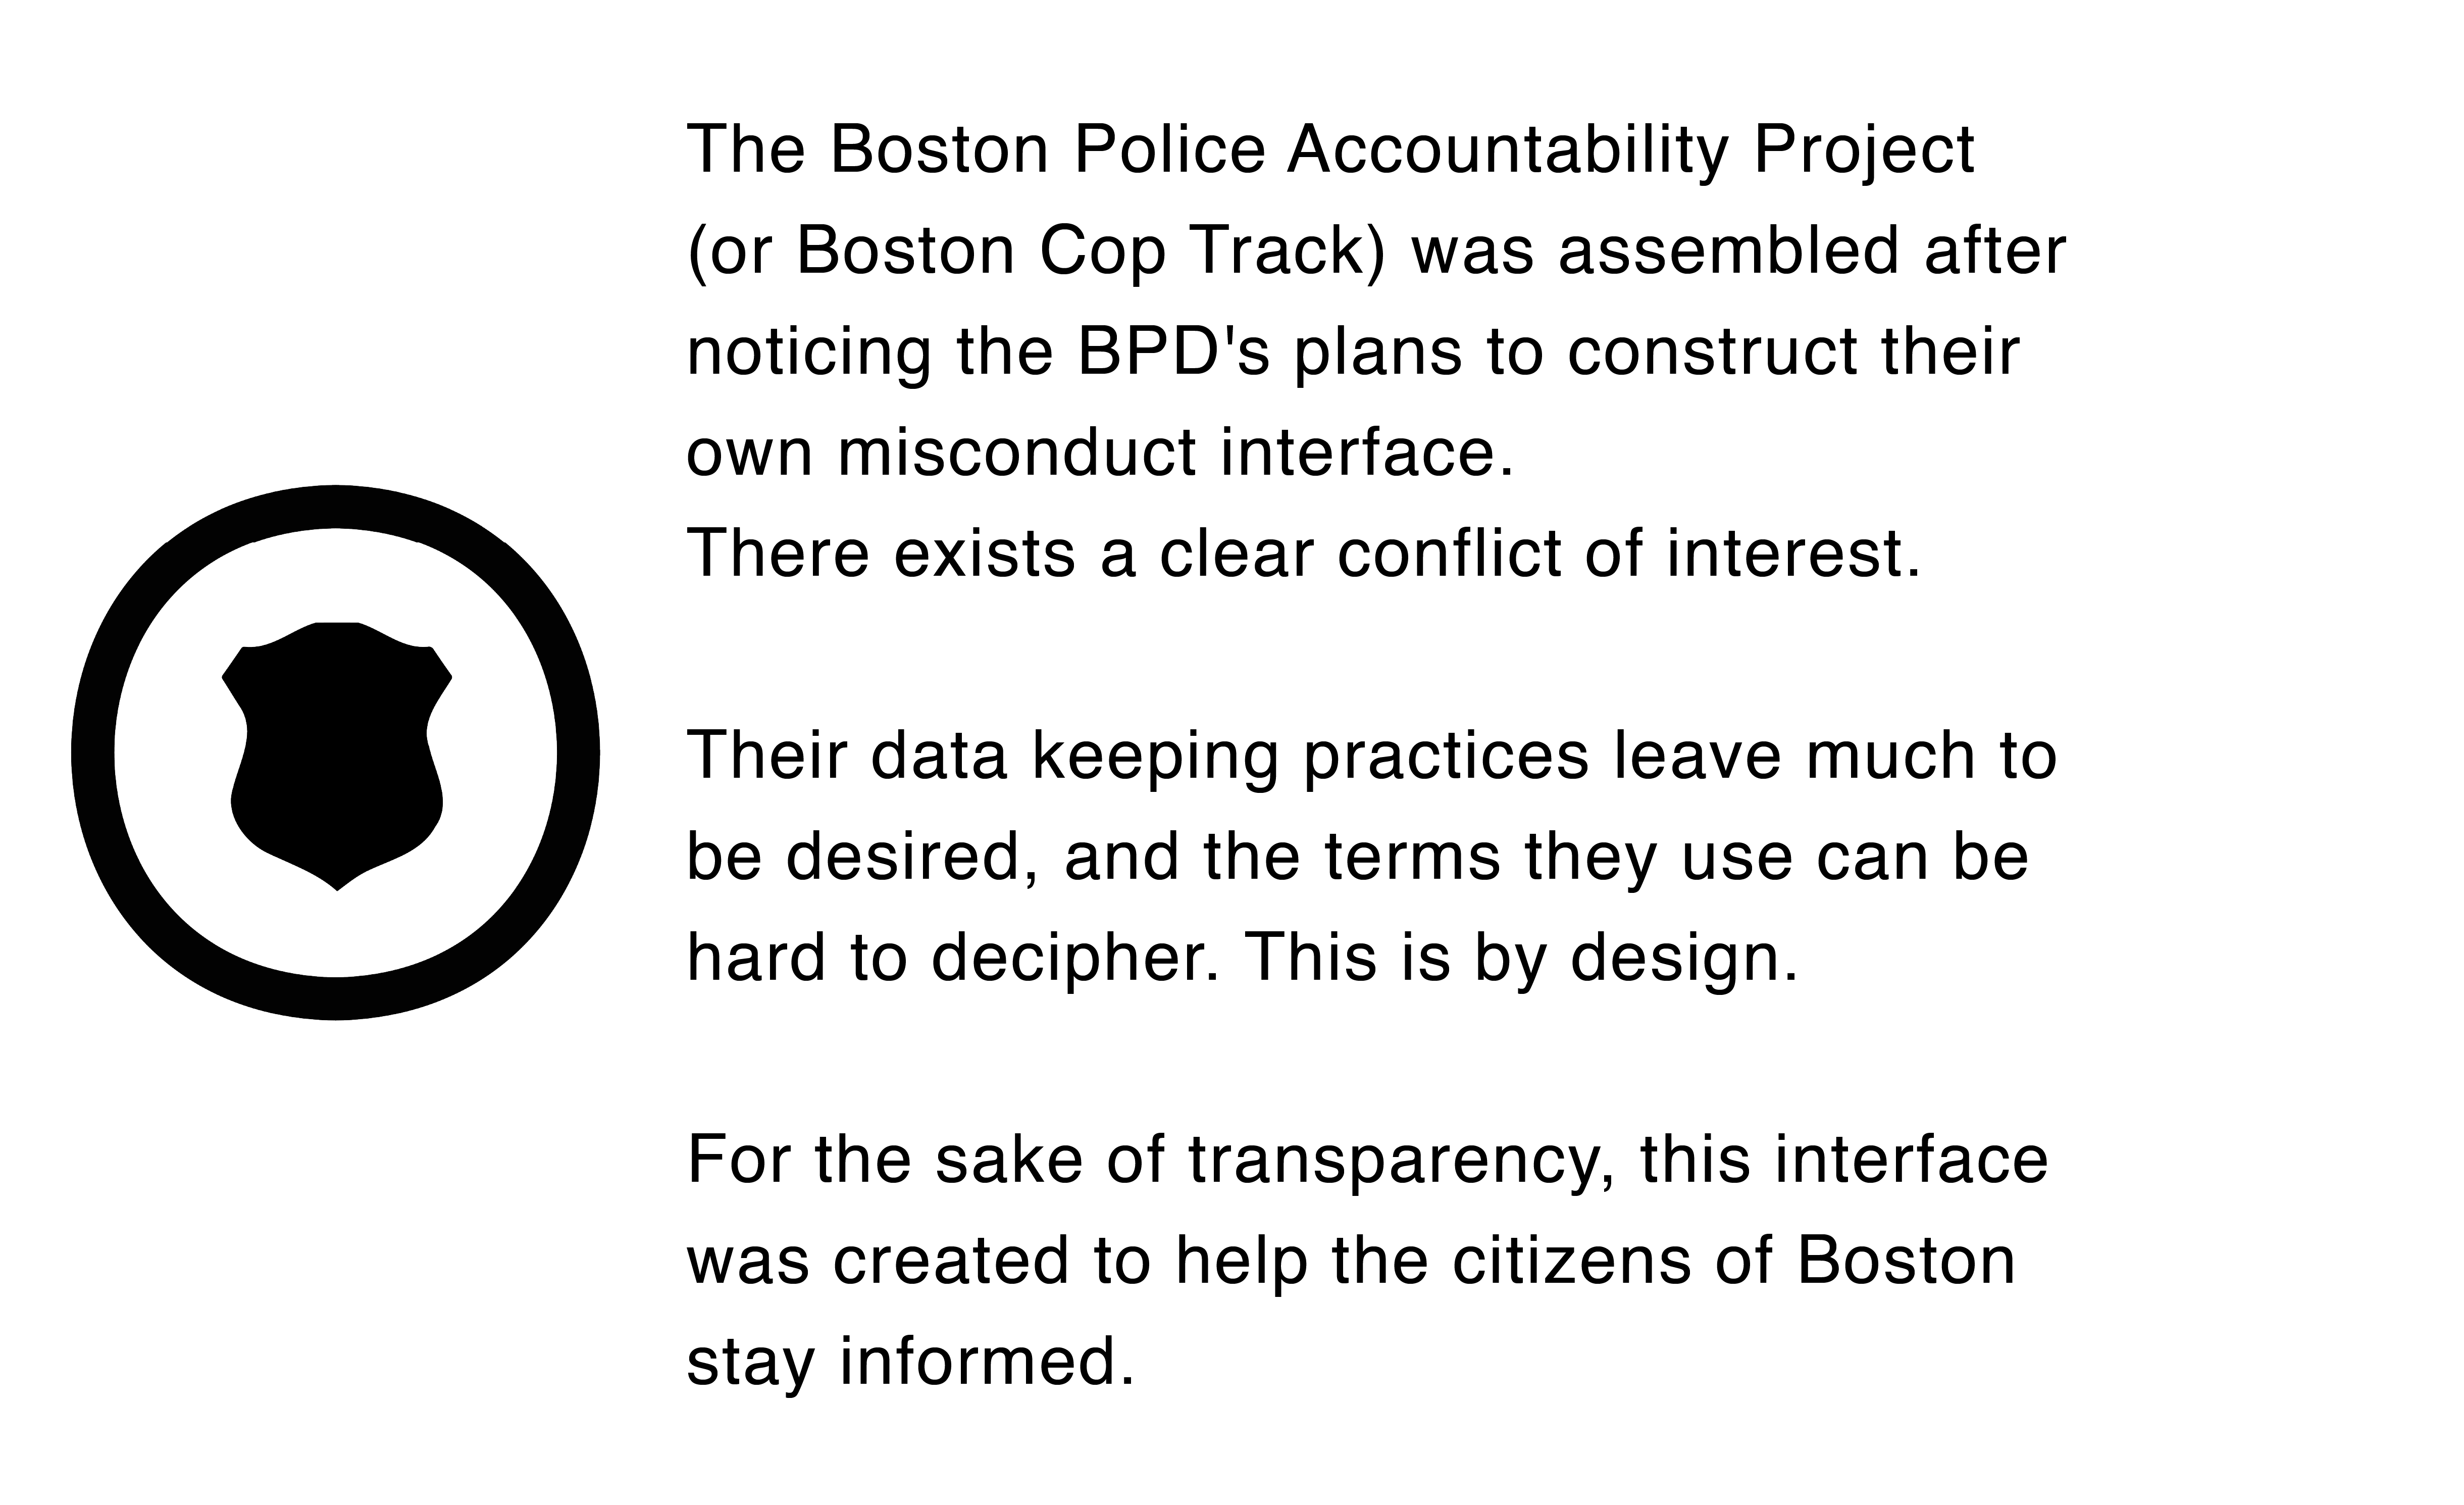 The Boston Police Accountability Project
(or Boston Cop Track) was assembled after
noticing the BPD's plans to construct their
own misconduct interface.
There exists a clear conflict of interest.
Their data keeping practices leave much to
be desired, and the terms they use can be
hard to decipher. This is by design.
For the sake of transparency, this interface
was created to help the citizens of Boston
stay informed.